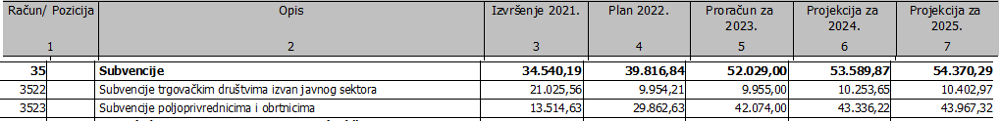 Račun/ Pozicija Opis Izvršenje 2021. Plan 2022. Proračun za 2023. Projekcija za 2024. Projekcija za 2025.
1 2 3 4 5 6 7
35 Subvencije 34.540,19 39.816,84 52.029,00 53.589,87 54.370,29
3522 Subvencije trgovačkim društvima izvan javnog sektora 21.025,56 9.954,21 9.955,00 10.253,65 10.402,97
3523 Subvencije poljoprivrednicima i obrtnicima 13.514,63 29.862,63 42.074,00 43.336,22 43.967,32